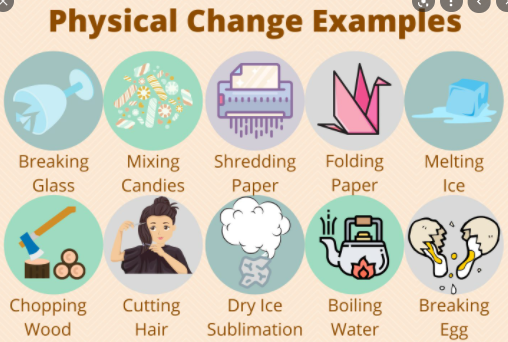 Physical Change Examples
Breaking Glass
Mixing Candies
Shredding Paper
Folding Paper
Melting Ice
Chopping Wood
Cutting Hair
Dry Ice Sublimation
Boiling Water
Breaking Egg